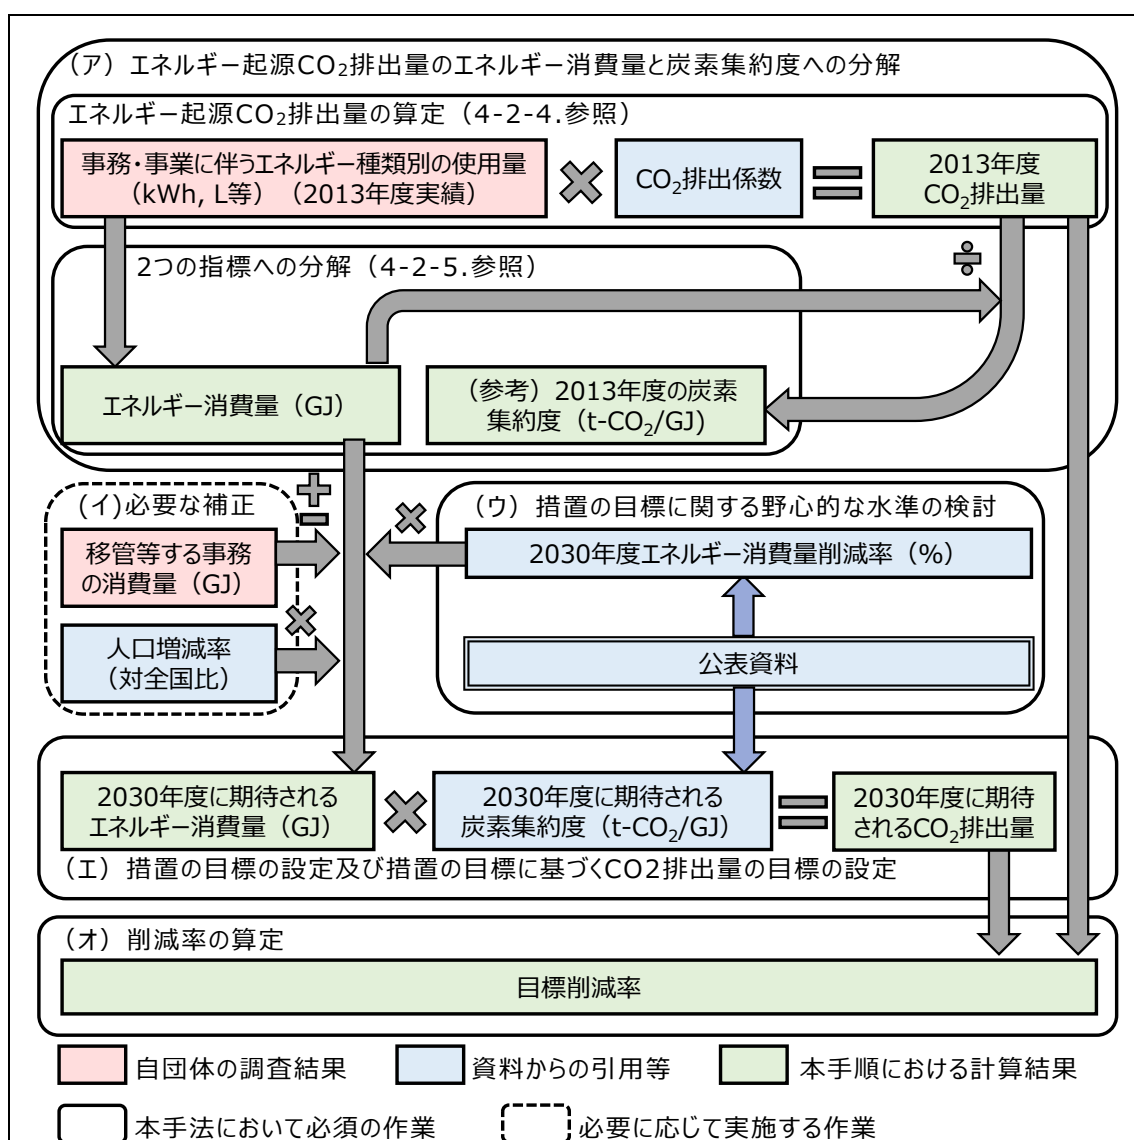 （ア）エネルギー起源CO₂排出量のエネルギー消費量と炭素集約度への分解
エネルギー起源CO₂排出量の算定（4-2-4.参照）
事務・事業に伴うエネルギー種類別の使用量
（kWh, L等）（2013年度実績）
CO₂排出係数
2013年度
CO₂排出量
2つの指標への分解（4-2-5.参照）
エネルギー消費量（GJ）
（参考）2013年度の炭素
集約度（t-CO₂/GJ)
(イ)必要な補正
移管等する事務
の消費量（GJ）
人口増減率
（対全国比）
（ウ）措置の目標に関する野心的な水準の検討
2030年度エネルギー消費量削減率（%）
公表資料
2030年度に期待される
エネルギー消費量（GJ）
2030年度に期待される
炭素集約度（t-CO₂/GJ）
2030年度に期待
されるCO₂排出量
（エ）措置の目標の設定及び措置の目標に基づくCO2排出量の目標の設定
（オ）削減率の算定
目標削減率
自団体の調査結果
資料からの引用等
本手順における計算結果
本手法において必須の作業
必要に応じて実施する作業